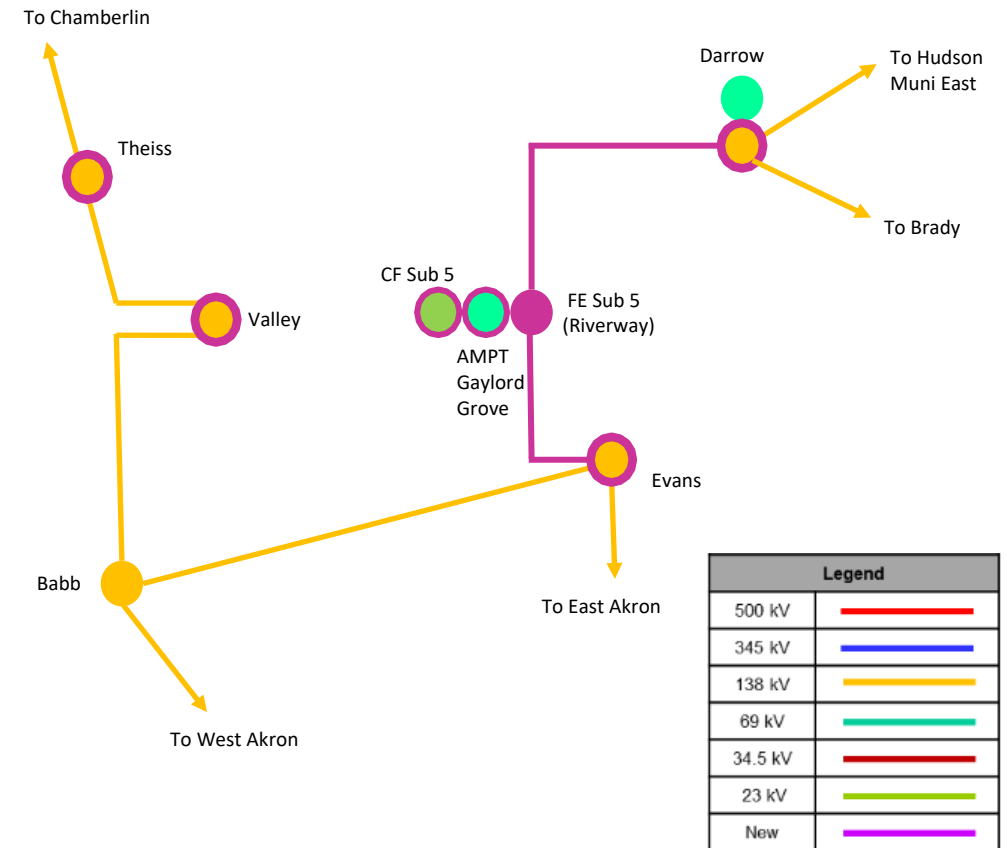 To Chamberlin
Darrow
To Hudson
Muni East
Theiss
To Brady
CF Sub 5
FE Sub 5
(Riverway)
Valley
AMPT
Gaylord
Grove
Evans
Babb
To East Akron
To West Akron
Legend
500 kV
345 kV
138 kV
69 kV
34.5 kV
23 kV
New